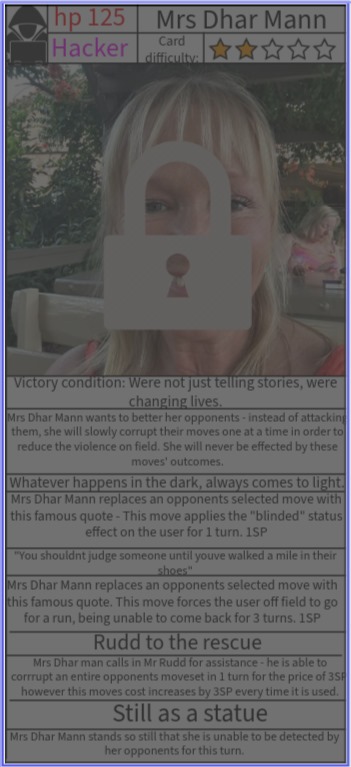 hp 125
Mrs Dhar Mann
Hacker
Card
difficulty:
Victory condition: Were not just telling stories, were
changing lives.
Mrs Dhar Mann wants to better her opponents - instead of attacking
them, she will slowly corrupt their moves one at a time in order to
reduce the violence on field. She will never be effected by these
moves' outcomes.
Whatever happens in the dark, always comes to light.
Mrs Dhar Mann replaces an opponents selected move with
this famous quote - This move applies the "blinded" status
effect on the user for 1 turn. 1SP
"You shouldnt judge someone until youve walked a mile in their
shoes"
Mrs Dhar Mann replaces an opponents selected move with
this famous quote. This move forces the user off field to go
for a run, being unable to come back for 3 turns. 1SP
Rudd to the rescue
Mrs Dhar man calls in Mr Rudd for assistance - he is able to
corrrupt an entire opponents moveset in 1 turn for the price of 3SP
however this moves cost increases by 3SP every time it is used.
Still as a statue
Mrs Dhar Mann stands so still that she is unable to be detected by
her opponents for this turn.